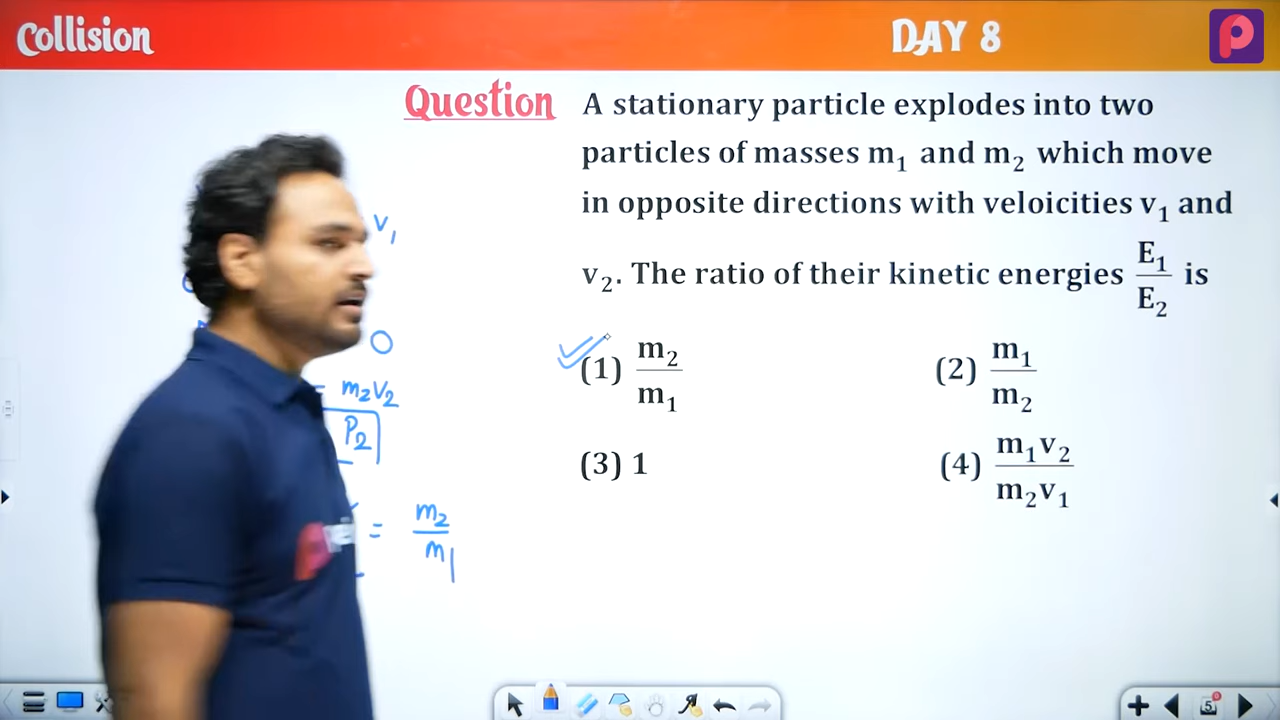 Collision
DAY 8
Question A stationary particle explodes into two
particles of masses m₁ and m₂ which move
in opposite directions with veloicities v₁ and
v₂. The ratio of their kinetic energies E₁/E₂ is
(1) m₂/m₁
(2) m₁/m₂
(3) 1
(4) m₁v₂/m₂v₁
v₁
0
= m₂v₂
P₂
= m₂/m₁
5